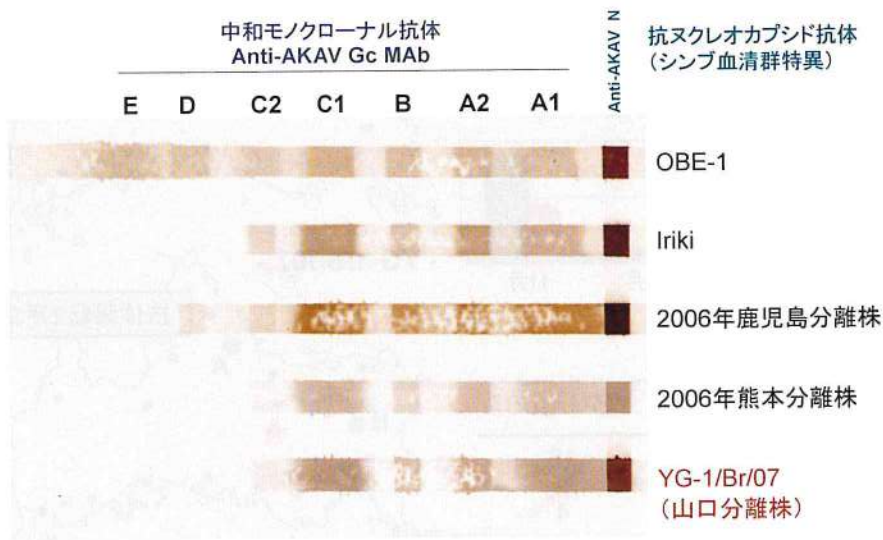 中和モノクローナル抗体
Anti-AKAV Gc MAb
Anti-AKAV N
抗ヌクレオカプシド抗体
（シンブ血清群特異）
E D C2 C1 B A2 A1
OBE-1
Iriki
2006年鹿児島分離株
2006年熊本分離株
YG-1/Br/07
（山口分離株）